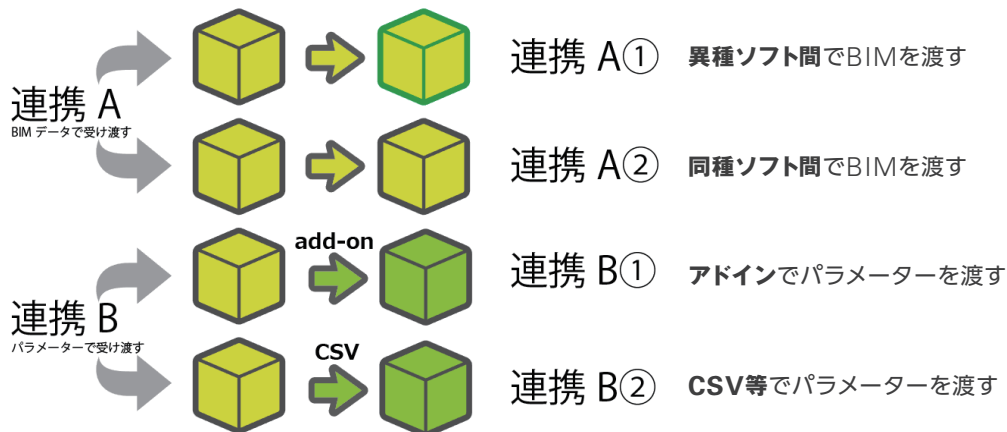 連携 A
BIM データで受け渡す
連携 A① 異種ソフト間でBIMを渡す
連携 A② 同種ソフト間でBIMを渡す
連携 B
パラメーターで受け渡す
add-on
連携 B① アドインでパラメーターを渡す
CSV
連携 B② CSV等でパラメーターを渡す